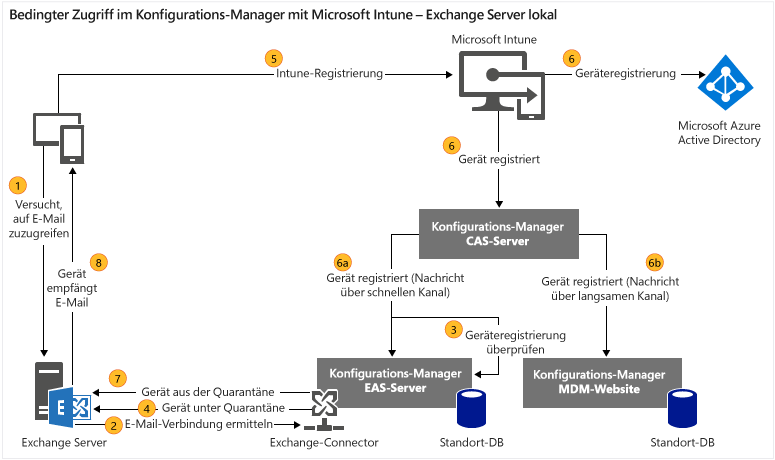 Bedingter Zugriff im Konfigurations-Manager mit Microsoft Intune – Exchange Server lokal
Microsoft Intune
5
Intune-Registrierung
6
Geräteregistrierung
Microsoft Azure
Active Directory
6
Gerät registriert
1
Versucht,
auf E-Mail
zuzugreifen
8
Gerät
empfängt
E-Mail
Konfigurations-Manager
CAS-Server
6a
Gerät registriert (Nachricht
über schnellen Kanal)
6b
Gerät registriert (Nachricht
über langsamen Kanal)
3
Geräteregistrierung
überprüfen
Konfigurations-Manager
EAS-Server
Konfigurations-Manager
MDM-Website
7
Gerät aus der Quarantäne
4
Gerät unter Quarantäne
2
E-Mail-Verbindung ermitteln
E
Exchange Server
Exchange-Connector
Standort-DB
Standort-DB